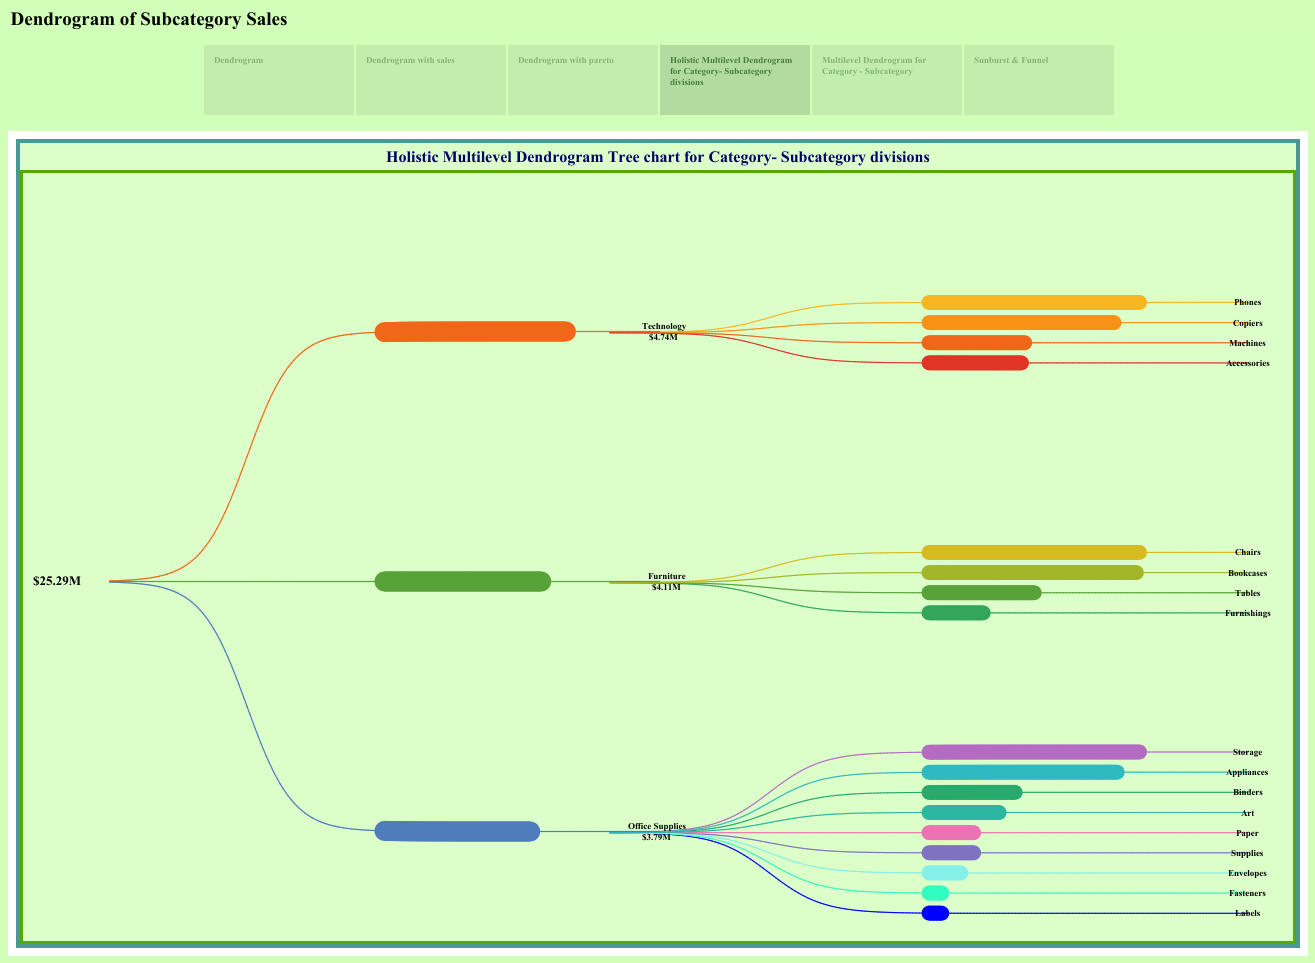 Dendrogram of Subcategory Sales
Dendrogram
Dendrogram with sales
Dendrogram with pareto
Holistic Multilevel Dendrogram
for Category- Subcategory
divisions
Multilevel Dendrogram for
Category - Subcategory
Sunburst & Funnel
Holistic Multilevel Dendrogram Tree chart for Category- Subcategory divisions
$25.29M
Technology
$4.74M
Phones
Copiers
Machines
Accessories
Furniture
$4.11M
Chairs
Bookcases
Tables
Furnishings
Office Supplies
$3.79M
Storage
Appliances
Binders
Art
Paper
Supplies
Envelopes
Fasteners
Labels